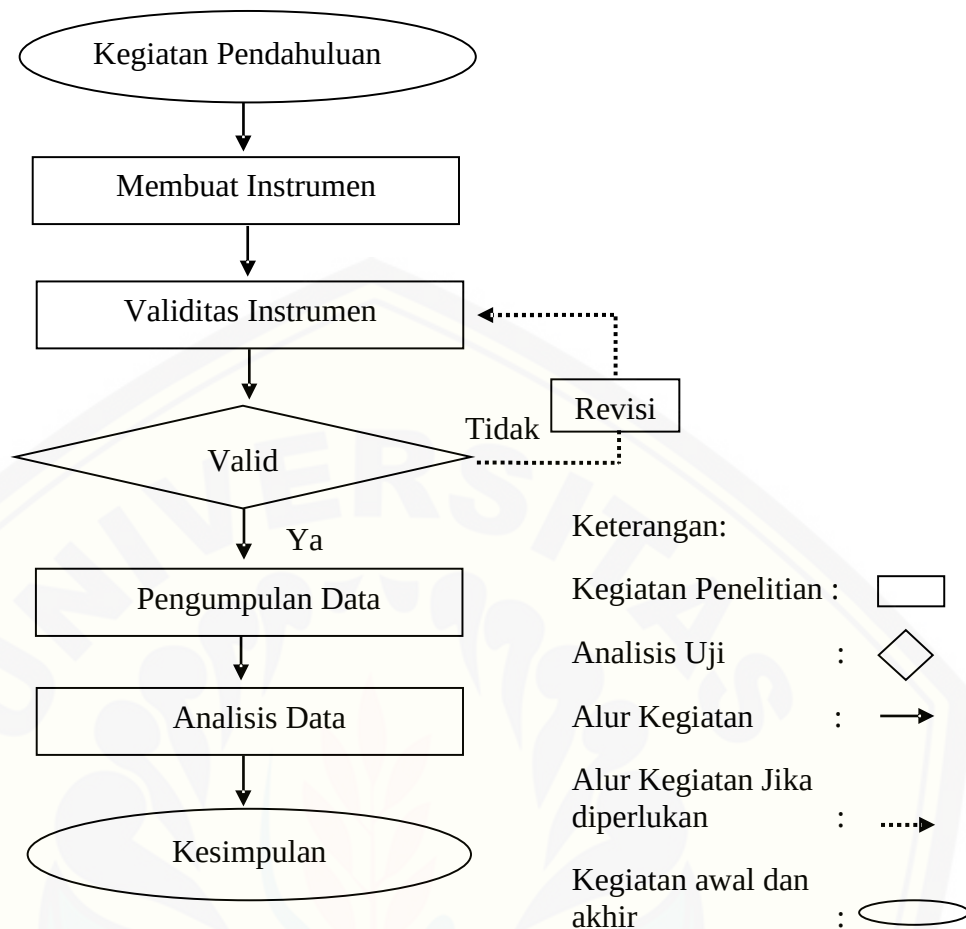 Kegiatan Pendahuluan
Membuat Instrumen
Validitas Instrumen
Revisi
Tidak
Valid
Ya
Pengumpulan Data
Analisis Data
Kesimpulan
Keterangan:
Kegiatan Penelitian :
Analisis Uji :
Alur Kegiatan :
Alur Kegiatan Jika
diperlukan :
Kegiatan awal dan
akhir :
UNIVERSITAS